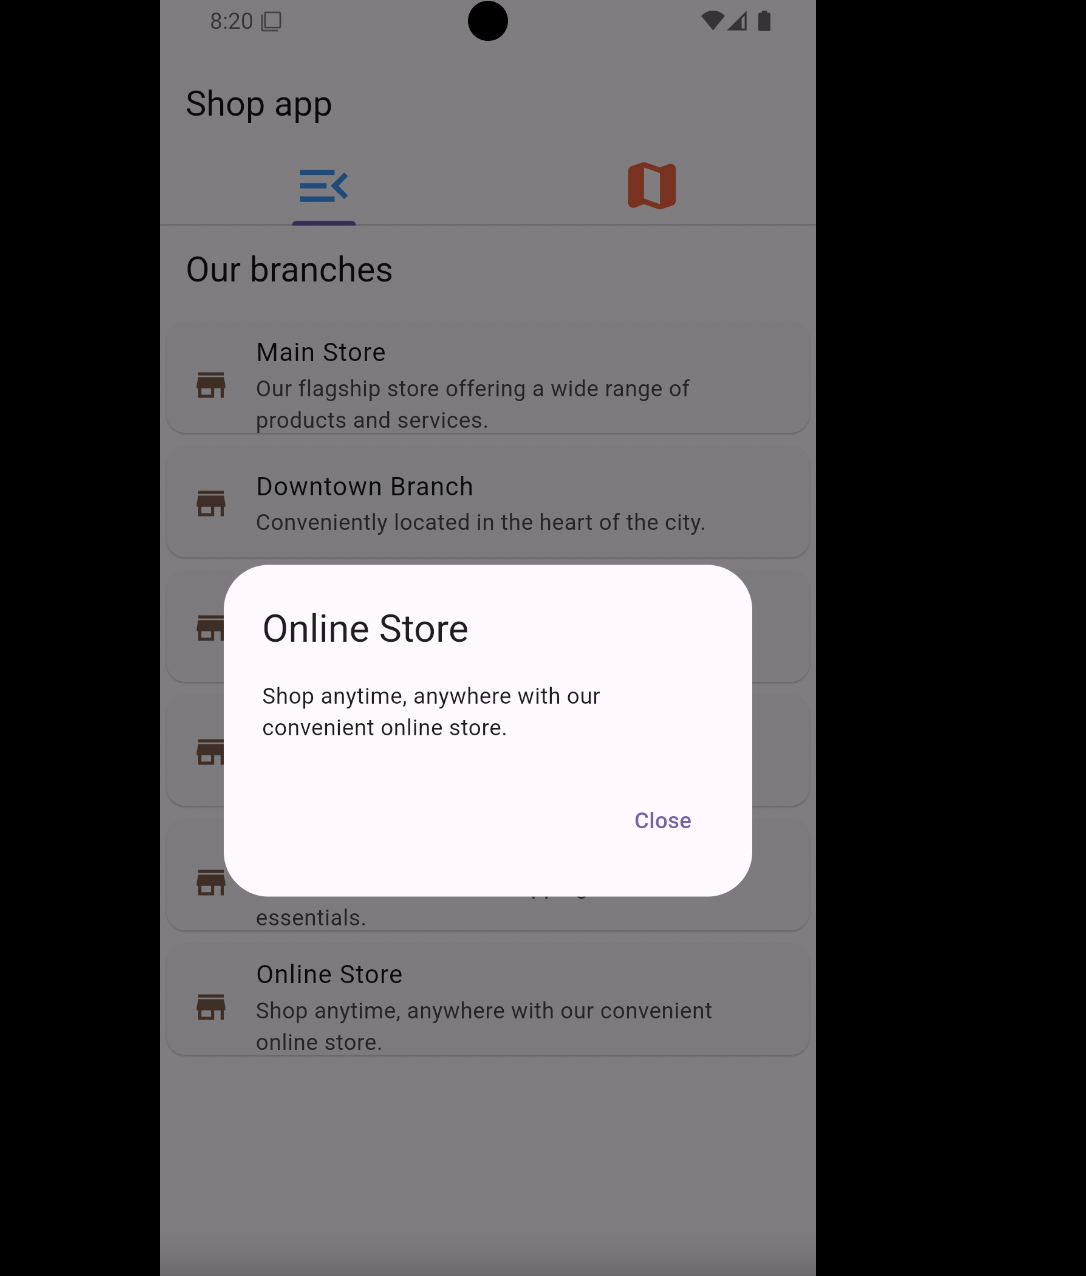 8:20
Shop app
Our branches
Main Store
Our flagship store offering a wide range of
products and services.
Downtown Branch
Conveniently located in the heart of the city.
Online Store
Shop anytime, anywhere with our
convenient online store.
Close
essentials.
Online Store
Shop anytime, anywhere with our convenient
online store.